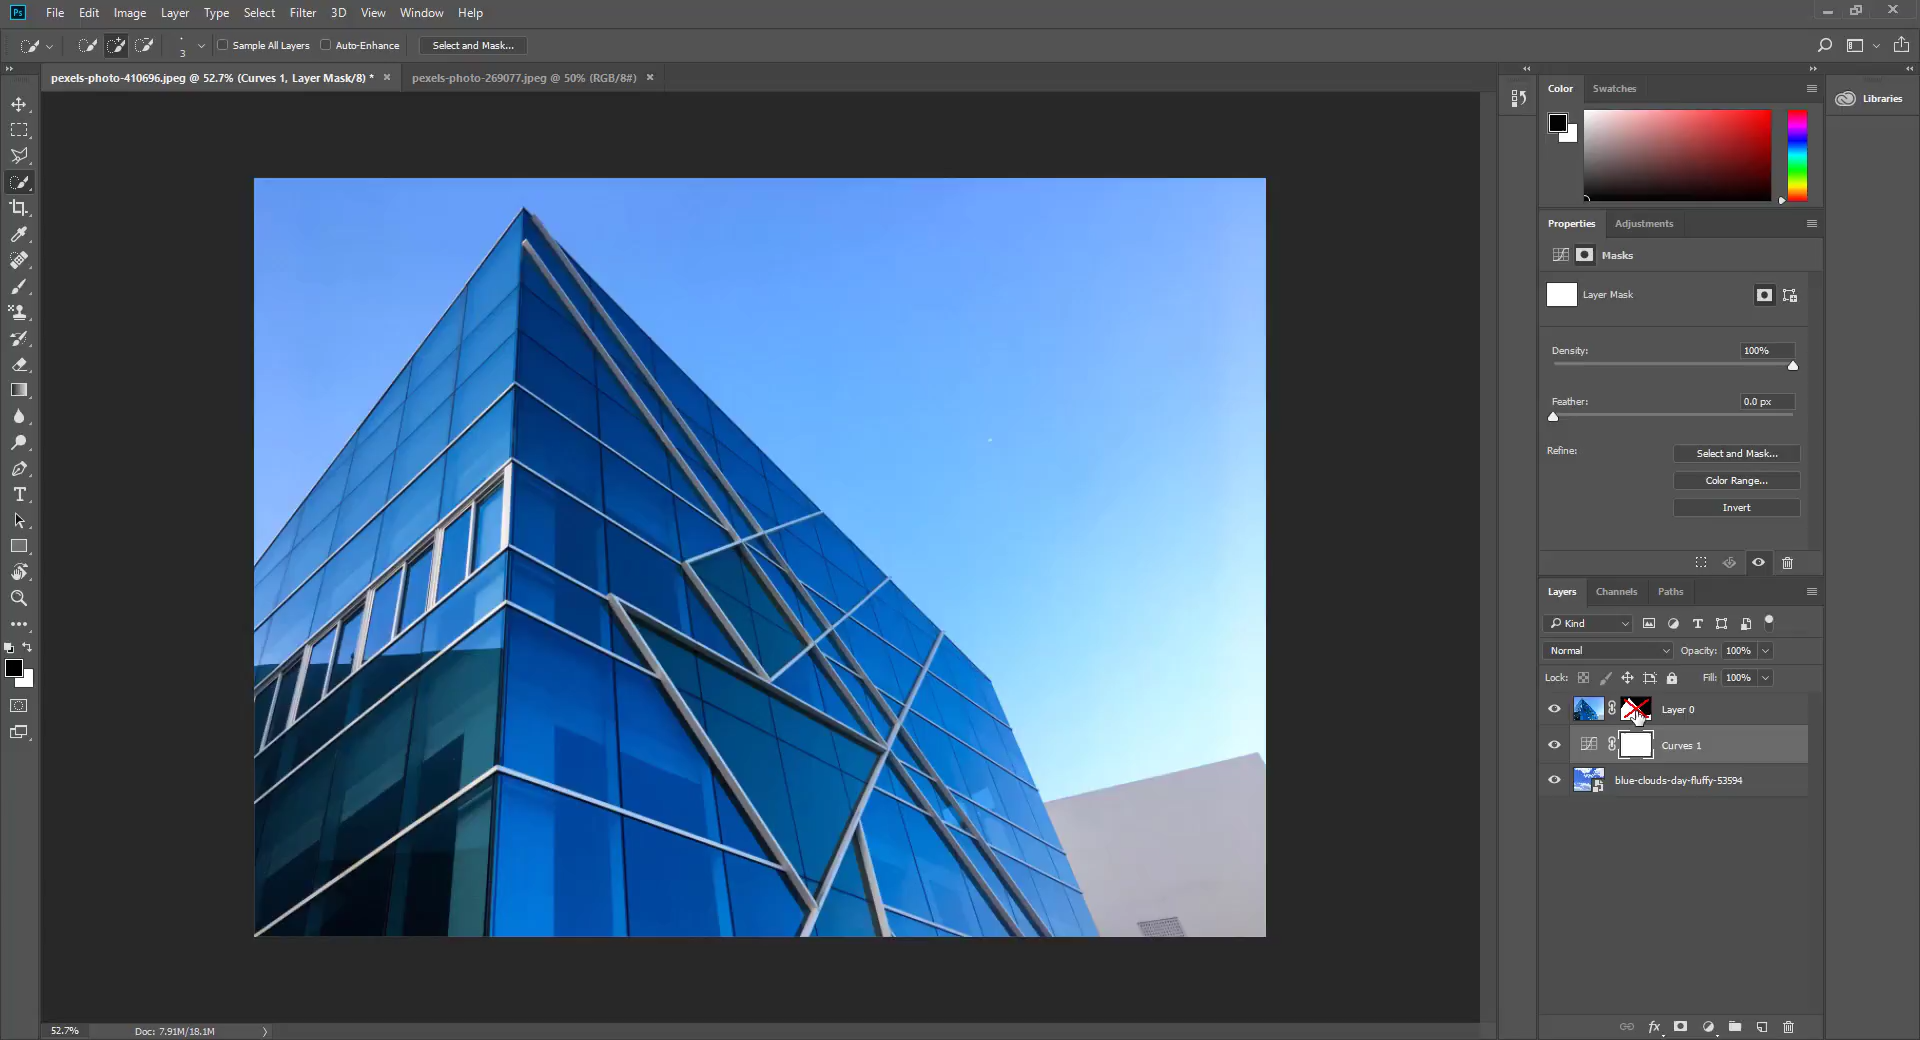 Ps File Edit Image Layer Type Select Filter 3D View Window Help
3 Sample All Layers Auto-Enhance Select and Mask...
pexels-photo-410696.jpeg @ 52.7% (Curves 1, Layer Mask/8) * × pexels-photo-269077.jpeg @ 50% (RGB/8#) ×
Color Swatches
Libraries
Properties Adjustments
Masks
Layer Mask
Density: 100%
Feather: 0.0 px
Refine: Select and Mask...
Color Range...
Invert
Layers Channels Paths
Kind
Normal Opacity: 100%
Lock: Fill: 100%
Layer 0
Curves 1
blue-clouds-day-fluffy-53594
52.7% Doc: 7.91M/18.1M
fx